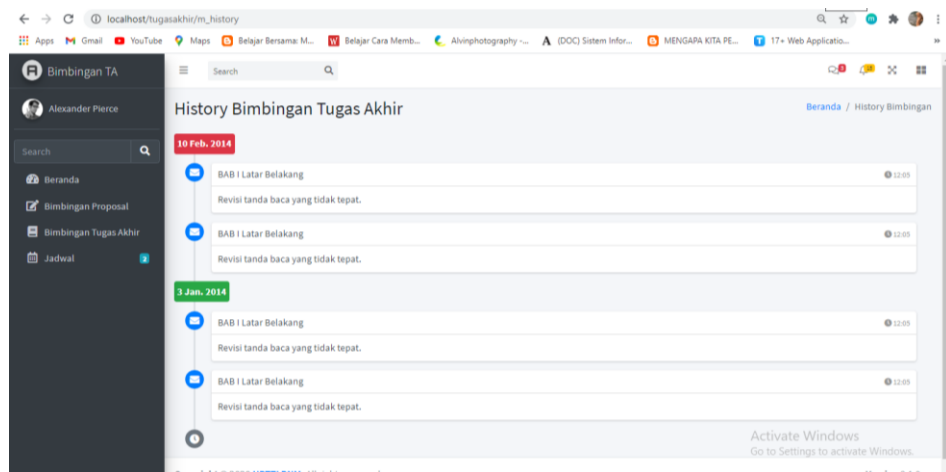 localhost/tugasakhir/m_history
Apps Gmail YouTube Maps Belajar Bersama: M... Belajar Cara Memb... Alvinphotography -... (DOC) Sistem Infor... MENGAPA KITA PE... 17+ Web Applicatio...
Bimbingan TA
Search
Alexander Pierce
History Bimbingan Tugas Akhir
Beranda / History Bimbingan
Search
Beranda
Bimbingan Proposal
Bimbingan Tugas Akhir
Jadwal
10 Feb. 2014
BAB I Latar Belakang 12:05
Revisi tanda baca yang tidak tepat.
BAB I Latar Belakang 12:05
Revisi tanda baca yang tidak tepat.
3 Jan. 2014
BAB I Latar Belakang 12:05
Revisi tanda baca yang tidak tepat.
BAB I Latar Belakang 12:05
Revisi tanda baca yang tidak tepat.
Activate Windows
Go to Settings to activate Windows.